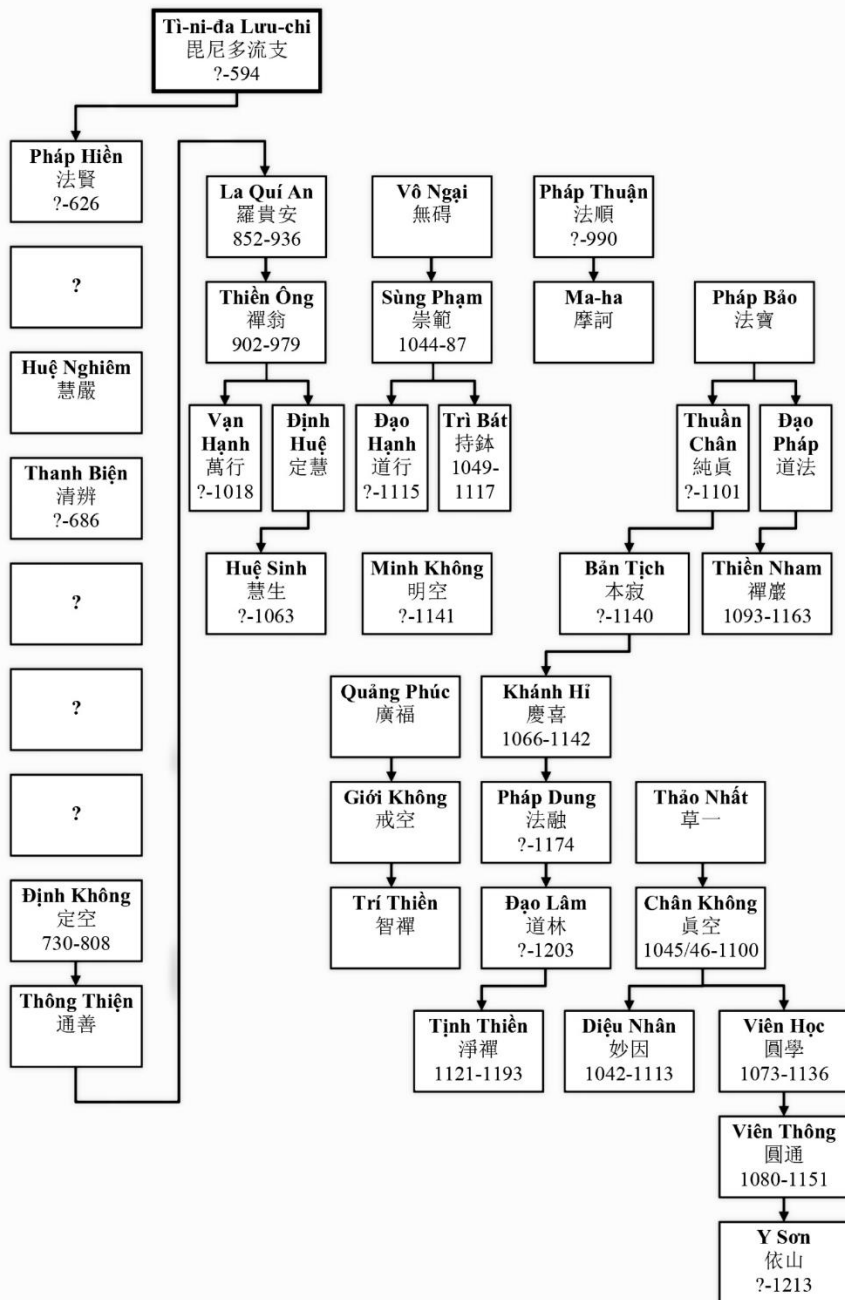 Tì-ni-đa Lưu-chi
毘尼多流支
?-594
Pháp Hiền
法賢
?-626
?
Huệ Nghiêm
慧嚴
Thanh Biện
清辨
?-686
?
?
?
Định Không
定空
730-808
Thông Thiện
通善
La Quí An
羅貴安
852-936
Vô Ngại
無碍
Pháp Thuận
法順
?-990
Thiền Ông
禪翁
902-979
Sùng Phạm
崇範
1044-87
Ma-ha
摩訶
Pháp Bảo
法寶
Vạn
Hạnh
萬行
?-1018
Định
Huệ
定慧
Đạo
Hạnh
道行
?-1115
Trì Bát
持鉢
1049-
1117
Thuần
Chân
純眞
?-1101
Đạo
Pháp
道法
Huệ Sinh
慧生
?-1063
Minh Không
明空
?-1141
Bản Tịch
本寂
?-1140
Thiền Nham
禪巖
1093-1163
Quảng Phúc
廣福
Khánh Hỉ
慶喜
1066-1142
Giới Không
戒空
Pháp Dung
法融
?-1174
Thảo Nhất
草一
Trí Thiền
智禪
Đạo Lâm
道林
?-1203
Chân Không
眞空
1045/46-1100
Tịnh Thiền
淨禪
1121-1193
Diệu Nhân
妙因
1042-1113
Viên Học
圓學
1073-1136
Viên Thông
圓通
1080-1151
Y Sơn
依山
?-1213